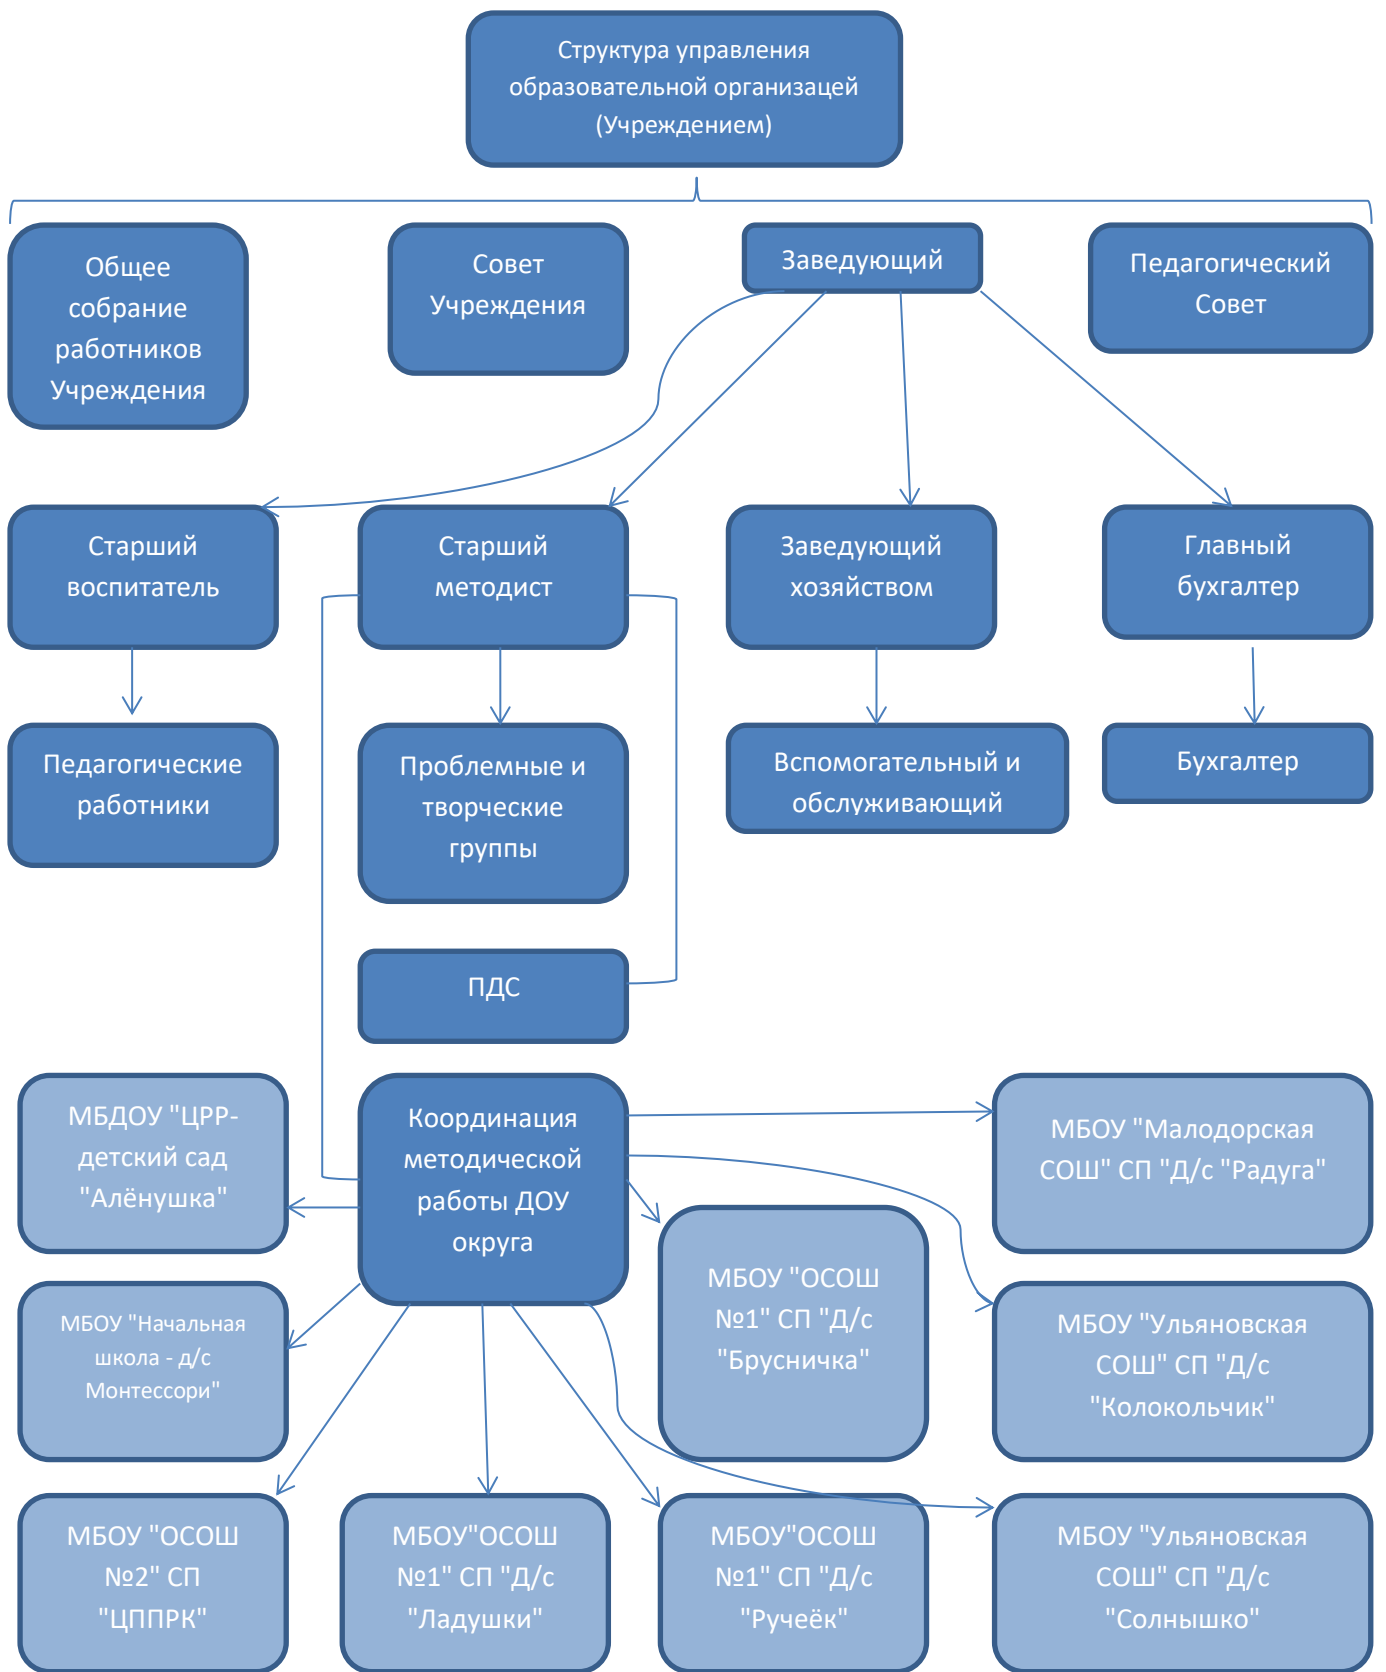 Структура управления
образовательной организацей
(Учреждением)
Общее
собрание
работников
Учреждения
Совет
Учреждения
Заведующий
Педагогический
Совет
Старший
воспитатель
Старший
методист
Заведующий
хозяйством
Главный
бухгалтер
Педагогические
работники
Проблемные и
творческие
группы
Вспомогательный и
обслуживающий
Бухгалтер
ПДС
МБДОУ "ЦРР-
детский сад
"Алёнушка"
Координация
методической
работы ДОУ
округа
МБОУ "Малодорская
СОШ" СП "Д/с "Радуга"
МБОУ "ОСОШ
№1" СП "Д/с
"Брусничка"
МБОУ "Начальная
школа - д/с
Монтессори"
МБОУ "Ульяновская
СОШ" СП "Д/с
"Колокольчик"
МБОУ "ОСОШ
№2" СП
"ЦППРК"
МБОУ"ОСОШ
№1" СП "Д/с
"Ладушки"
МБОУ"ОСОШ
№1" СП "Д/с
"Ручеёк"
МБОУ "Ульяновская
СОШ" СП "Д/с
"Солнышко"